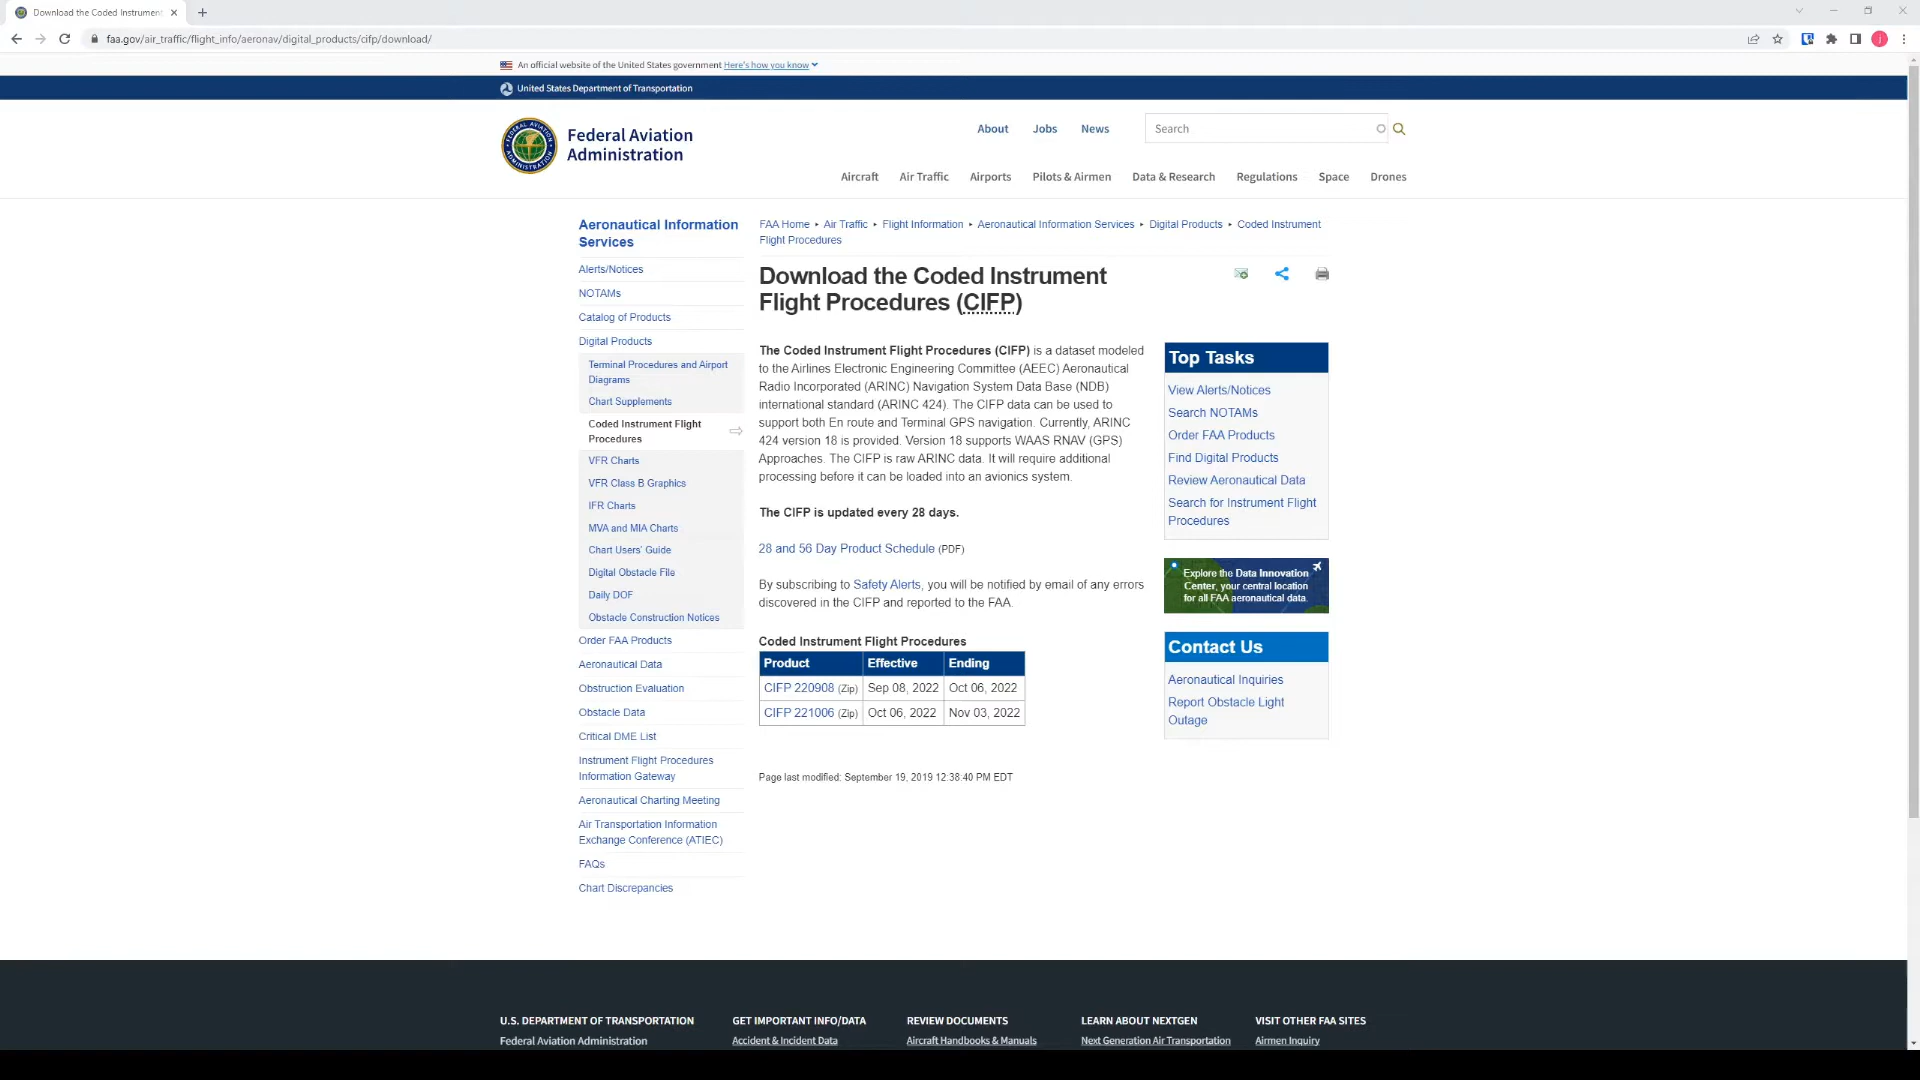 Download the Coded Instrument
faa.gov/air_traffic/flight_info/aeronav/digital_products/cifp/download/
An official website of the United States government Here's how you know
United States Department of Transportation
Federal Aviation
Administration
About Jobs News
Search
Aircraft Air Traffic Airports Pilots & Airmen Data & Research Regulations Space Drones
Aeronautical Information
Services
Alerts/Notices
NOTAMs
Catalog of Products
Digital Products
Terminal Procedures and Airport
Diagrams
Chart Supplements
Coded Instrument Flight
Procedures
VFR Charts
VFR Class B Graphics
IFR Charts
MVA and MIA Charts
Chart Users' Guide
Digital Obstacle File
Daily DOF
Obstacle Construction Notices
Order FAA Products
Aeronautical Data
Obstruction Evaluation
Obstacle Data
Critical DME List
Instrument Flight Procedures
Information Gateway
Aeronautical Charting Meeting
Air Transportation Information
Exchange Conference (ATIEC)
FAQs
Chart Discrepancies
FAA Home ▸ Air Traffic ▸ Flight Information ▸ Aeronautical Information Services ▸ Digital Products ▸ Coded Instrument
Flight Procedures
Download the Coded Instrument
Flight Procedures (CIFP)
The Coded Instrument Flight Procedures (CIFP) is a dataset modeled
to the Airlines Electronic Engineering Committee (AEEC) Aeronautical
Radio Incorporated (ARINC) Navigation System Data Base (NDB)
international standard (ARINC 424). The CIFP data can be used to
support both En route and Terminal GPS navigation. Currently, ARINC
424 version 18 is provided. Version 18 supports WAAS RNAV (GPS)
Approaches. The CIFP is raw ARINC data. It will require additional
processing before it can be loaded into an avionics system.
The CIFP is updated every 28 days.
28 and 56 Day Product Schedule (PDF)
By subscribing to Safety Alerts, you will be notified by email of any errors
discovered in the CIFP and reported to the FAA.
Coded Instrument Flight Procedures
Product Effective Ending
CIFP 220908 (Zip) Sep 08, 2022 Oct 06, 2022
CIFP 221006 (Zip) Oct 06, 2022 Nov 03, 2022
Page last modified: September 19, 2019 12:38:40 PM EDT
Top Tasks
View Alerts/Notices
Search NOTAMs
Order FAA Products
Find Digital Products
Review Aeronautical Data
Search for Instrument Flight
Procedures
Explore the Data Innovation
Center, your central location
for all FAA aeronautical data.
Contact Us
Aeronautical Inquiries
Report Obstacle Light
Outage
U.S. DEPARTMENT OF TRANSPORTATION GET IMPORTANT INFO/DATA REVIEW DOCUMENTS LEARN ABOUT NEXTGEN VISIT OTHER FAA SITES
Federal Aviation Administration Accident & Incident Data Aircraft Handbooks & Manuals Next Generation Air Transportation Airmen Inquiry